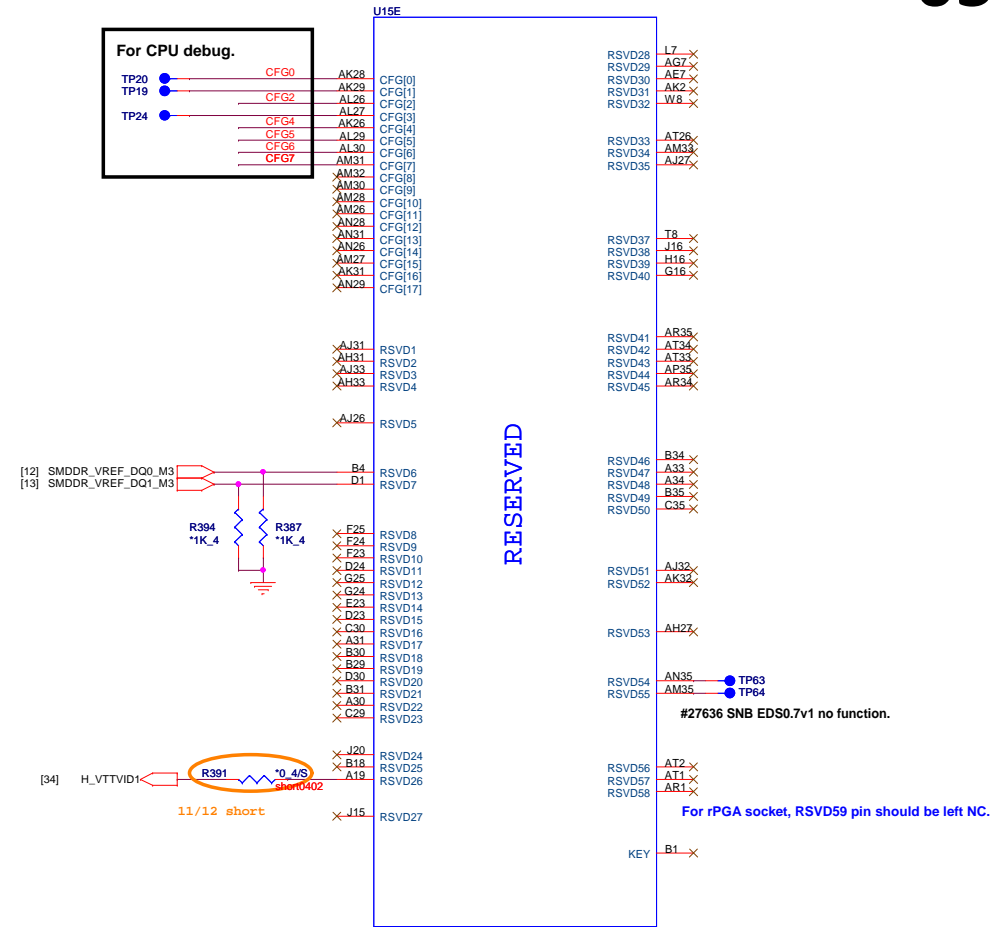 U15E
For CPU debug.
TP20 CFG0 AK28 CFG[0]
TP19 AK29 CFG[1]
CFG2 AL26 CFG[2]
TP24 AL27 CFG[3]
CFG4 AK26 CFG[4]
CFG5 AL29 CFG[5]
CFG6 AL30 CFG[6]
CFG7 AM31 CFG[7]
AM32 CFG[8]
AM30 CFG[9]
AM28 CFG[10]
AM26 CFG[11]
AN28 CFG[12]
AN31 CFG[13]
AN26 CFG[14]
AM27 CFG[15]
AK31 CFG[16]
AN29 CFG[17]
AJ31 RSVD1
AH31 RSVD2
AJ33 RSVD3
AH33 RSVD4
AJ26 RSVD5
[12] SMDDR_VREF_DQ0_M3 B4 RSVD6
[13] SMDDR_VREF_DQ1_M3 D1 RSVD7
R394 R387
*1K_4 *1K_4
F25 RSVD8
F24 RSVD9
F23 RSVD10
D24 RSVD11
G25 RSVD12
G24 RSVD13
E23 RSVD14
D23 RSVD15
C30 RSVD16
A31 RSVD17
B30 RSVD18
B29 RSVD19
D30 RSVD20
B31 RSVD21
A30 RSVD22
C29 RSVD23
J20 RSVD24
B18 RSVD25
[34] H_VTTVID1 R391 *0_4/S A19 RSVD26
short0402
11/12 short
J15 RSVD27
RESERVED
RSVD28 L7
RSVD29 AG7
RSVD30 AE7
RSVD31 AK2
RSVD32 W8
RSVD33 AT26
RSVD34 AM33
RSVD35 AJ27
RSVD37 T8
RSVD38 J16
RSVD39 H16
RSVD40 G16
RSVD41 AR35
RSVD42 AT34
RSVD43 AT33
RSVD44 AP35
RSVD45 AR34
RSVD46 B34
RSVD47 A33
RSVD48 A34
RSVD49 B35
RSVD50 C35
RSVD51 AJ32
RSVD52 AK32
RSVD53 AH27
RSVD54 AN35 TP63
RSVD55 AM35 TP64
#27636 SNB EDS0.7v1 no function.
RSVD56 AT2
RSVD57 AT1
RSVD58 AR1
For rPGA socket, RSVD59 pin should be left NC.
KEY B1